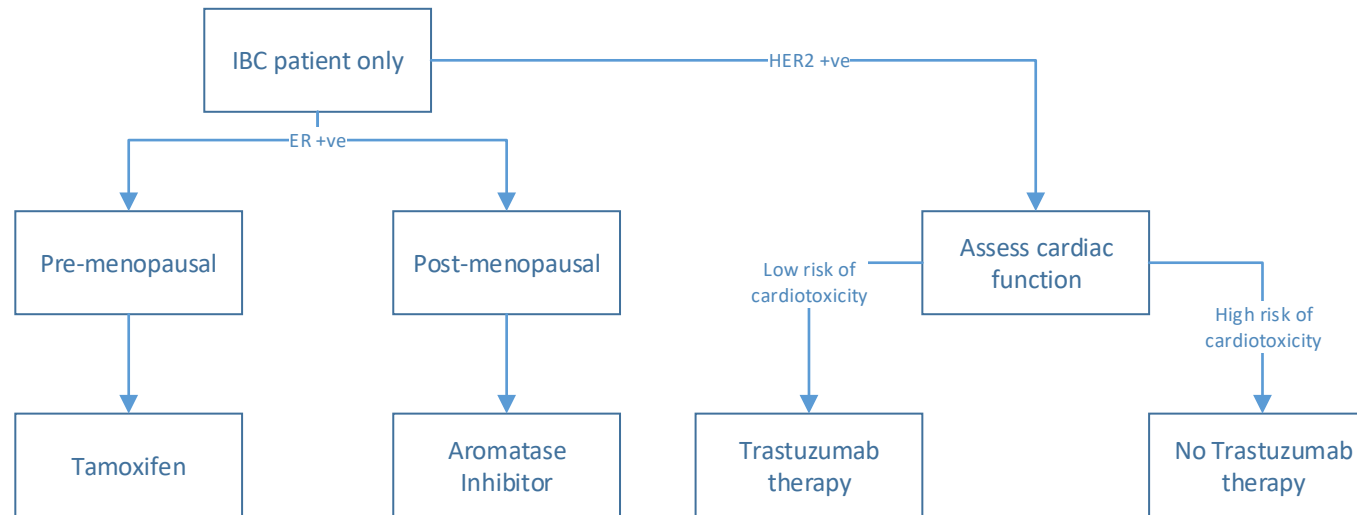 IBC patient only
HER2 +ve
ER +ve
Pre-menopausal
Post-menopausal
Assess cardiac
function
Low risk of
cardiotoxicity
High risk of
cardiotoxicity
Tamoxifen
Aromatase
Inhibitor
Trastuzumab
therapy
No Trastuzumab
therapy